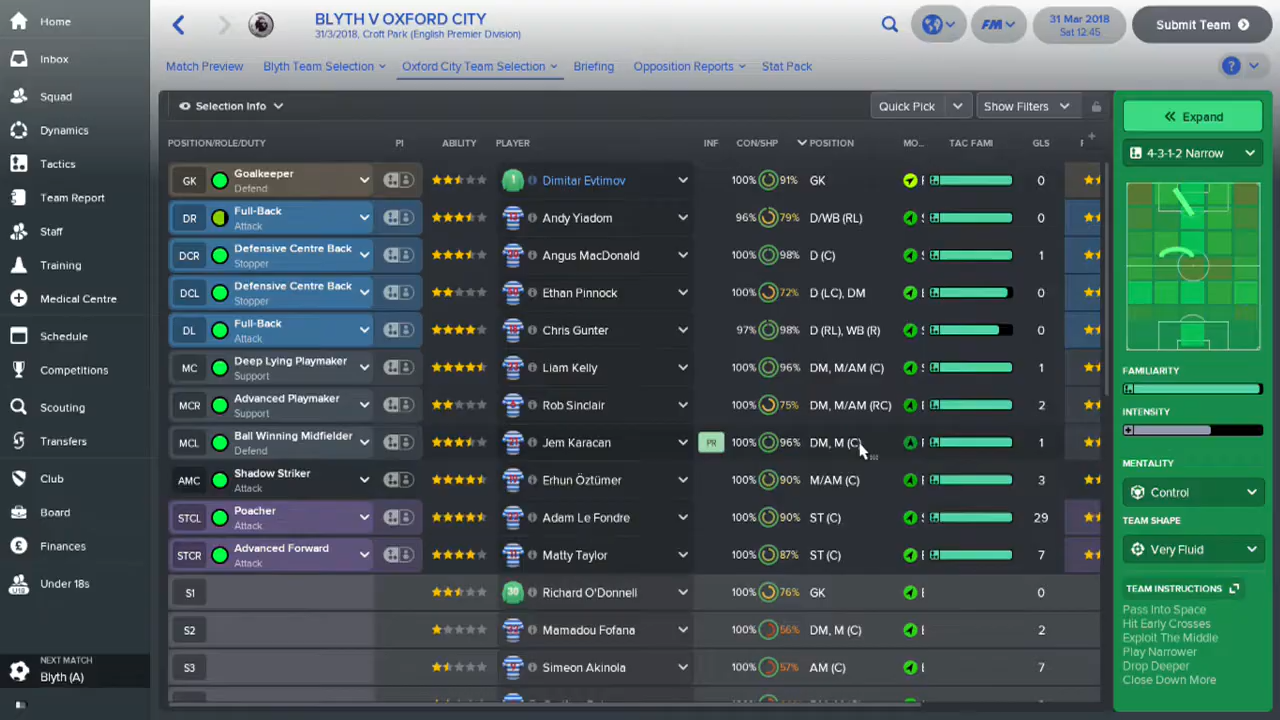 Home
Inbox
Squad
Dynamics
Tactics
Team Report
Staff
Training
Medical Centre
Schedule
Competitions
Scouting
Transfers
Club
Board
Finances
Under 18s
NEXT MATCH
Blyth (A)
BLYTH V OXFORD CITY
31/3/2018, Croft Park (English Premier Division)
FM
31 Mar 2018
Sat 12:45
Submit Team
Match Preview Blyth Team Selection Oxford City Team Selection Briefing Opposition Reports Stat Pack
?
Selection Info Quick Pick Show Filters
POSITION/ROLE/DUTY PI ABILITY PLAYER INF CON/SHP POSITION MO... TAC FAMI GLS
GK Goalkeeper Defend 1 Dimitar Evtimov 100% 91% GK 0
DR Full-Back Attack Andy Yiadom 96% 79% D/WB (RL) 0
DCR Defensive Centre Back Stopper Angus MacDonald 100% 98% D (C) 1
DCL Defensive Centre Back Stopper Ethan Pinnock 100% 72% D (LC), DM 0
DL Full-Back Attack Chris Gunter 97% 98% D (RL), WB (R) 0
MC Deep Lying Playmaker Support Liam Kelly 100% 96% DM, M/AM (C) 1
MCR Advanced Playmaker Support Rob Sinclair 100% 75% DM, M/AM (RC) 2
MCL Ball Winning Midfielder Defend Jem Karacan PR 100% 96% DM, M (C) 1
AMC Shadow Striker Attack Erhun Öztümer 100% 90% M/AM (C) 3
STCL Poacher Attack Adam Le Fondre 100% 90% ST (C) 29
STCR Advanced Forward Attack Matty Taylor 100% 87% ST (C) 7
S1 30 Richard O'Donnell 100% 76% GK 0
S2 Mamadou Fofana 100% 56% DM, M (C) 2
S3 Simeon Akinola 100% 57% AM (C) 7
Expand
4-3-1-2 Narrow
FAMILIARITY
INTENSITY
MENTALITY
Control
TEAM SHAPE
Very Fluid
TEAM INSTRUCTIONS
Pass Into Space
Hit Early Crosses
Exploit The Middle
Play Narrower
Drop Deeper
Close Down More